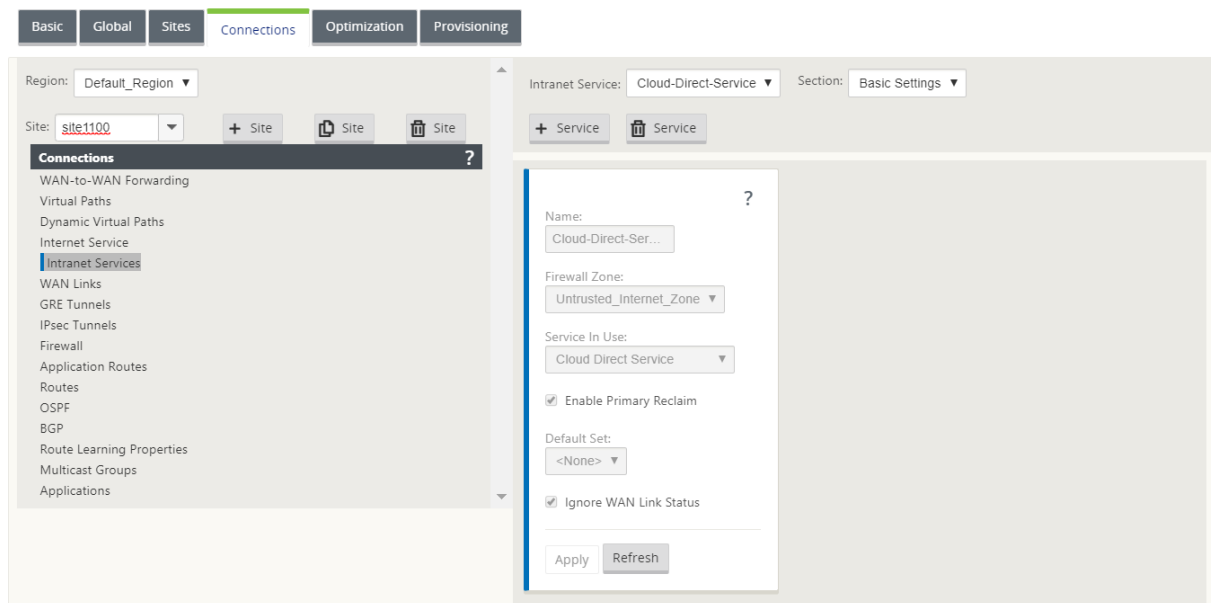 Basic Global Sites Connections Optimization Provisioning
Region: Default_Region ▼
Site: site1100 ▼ + Site Site Site
Connections ?
WAN-to-WAN Forwarding
Virtual Paths
Dynamic Virtual Paths
Internet Service
Intranet Services
WAN Links
GRE Tunnels
IPsec Tunnels
Firewall
Application Routes
Routes
OSPF
BGP
Route Learning Properties
Multicast Groups
Applications
Intranet Service: Cloud-Direct-Service ▼ Section: Basic Settings ▼
+ Service Service
?
Name:
Cloud-Direct-Ser...
Firewall Zone:
Untrusted_Internet_Zone ▼
Service In Use:
Cloud Direct Service ▼
Enable Primary Reclaim
Default Set:
<None> ▼
Ignore WAN Link Status
Apply Refresh